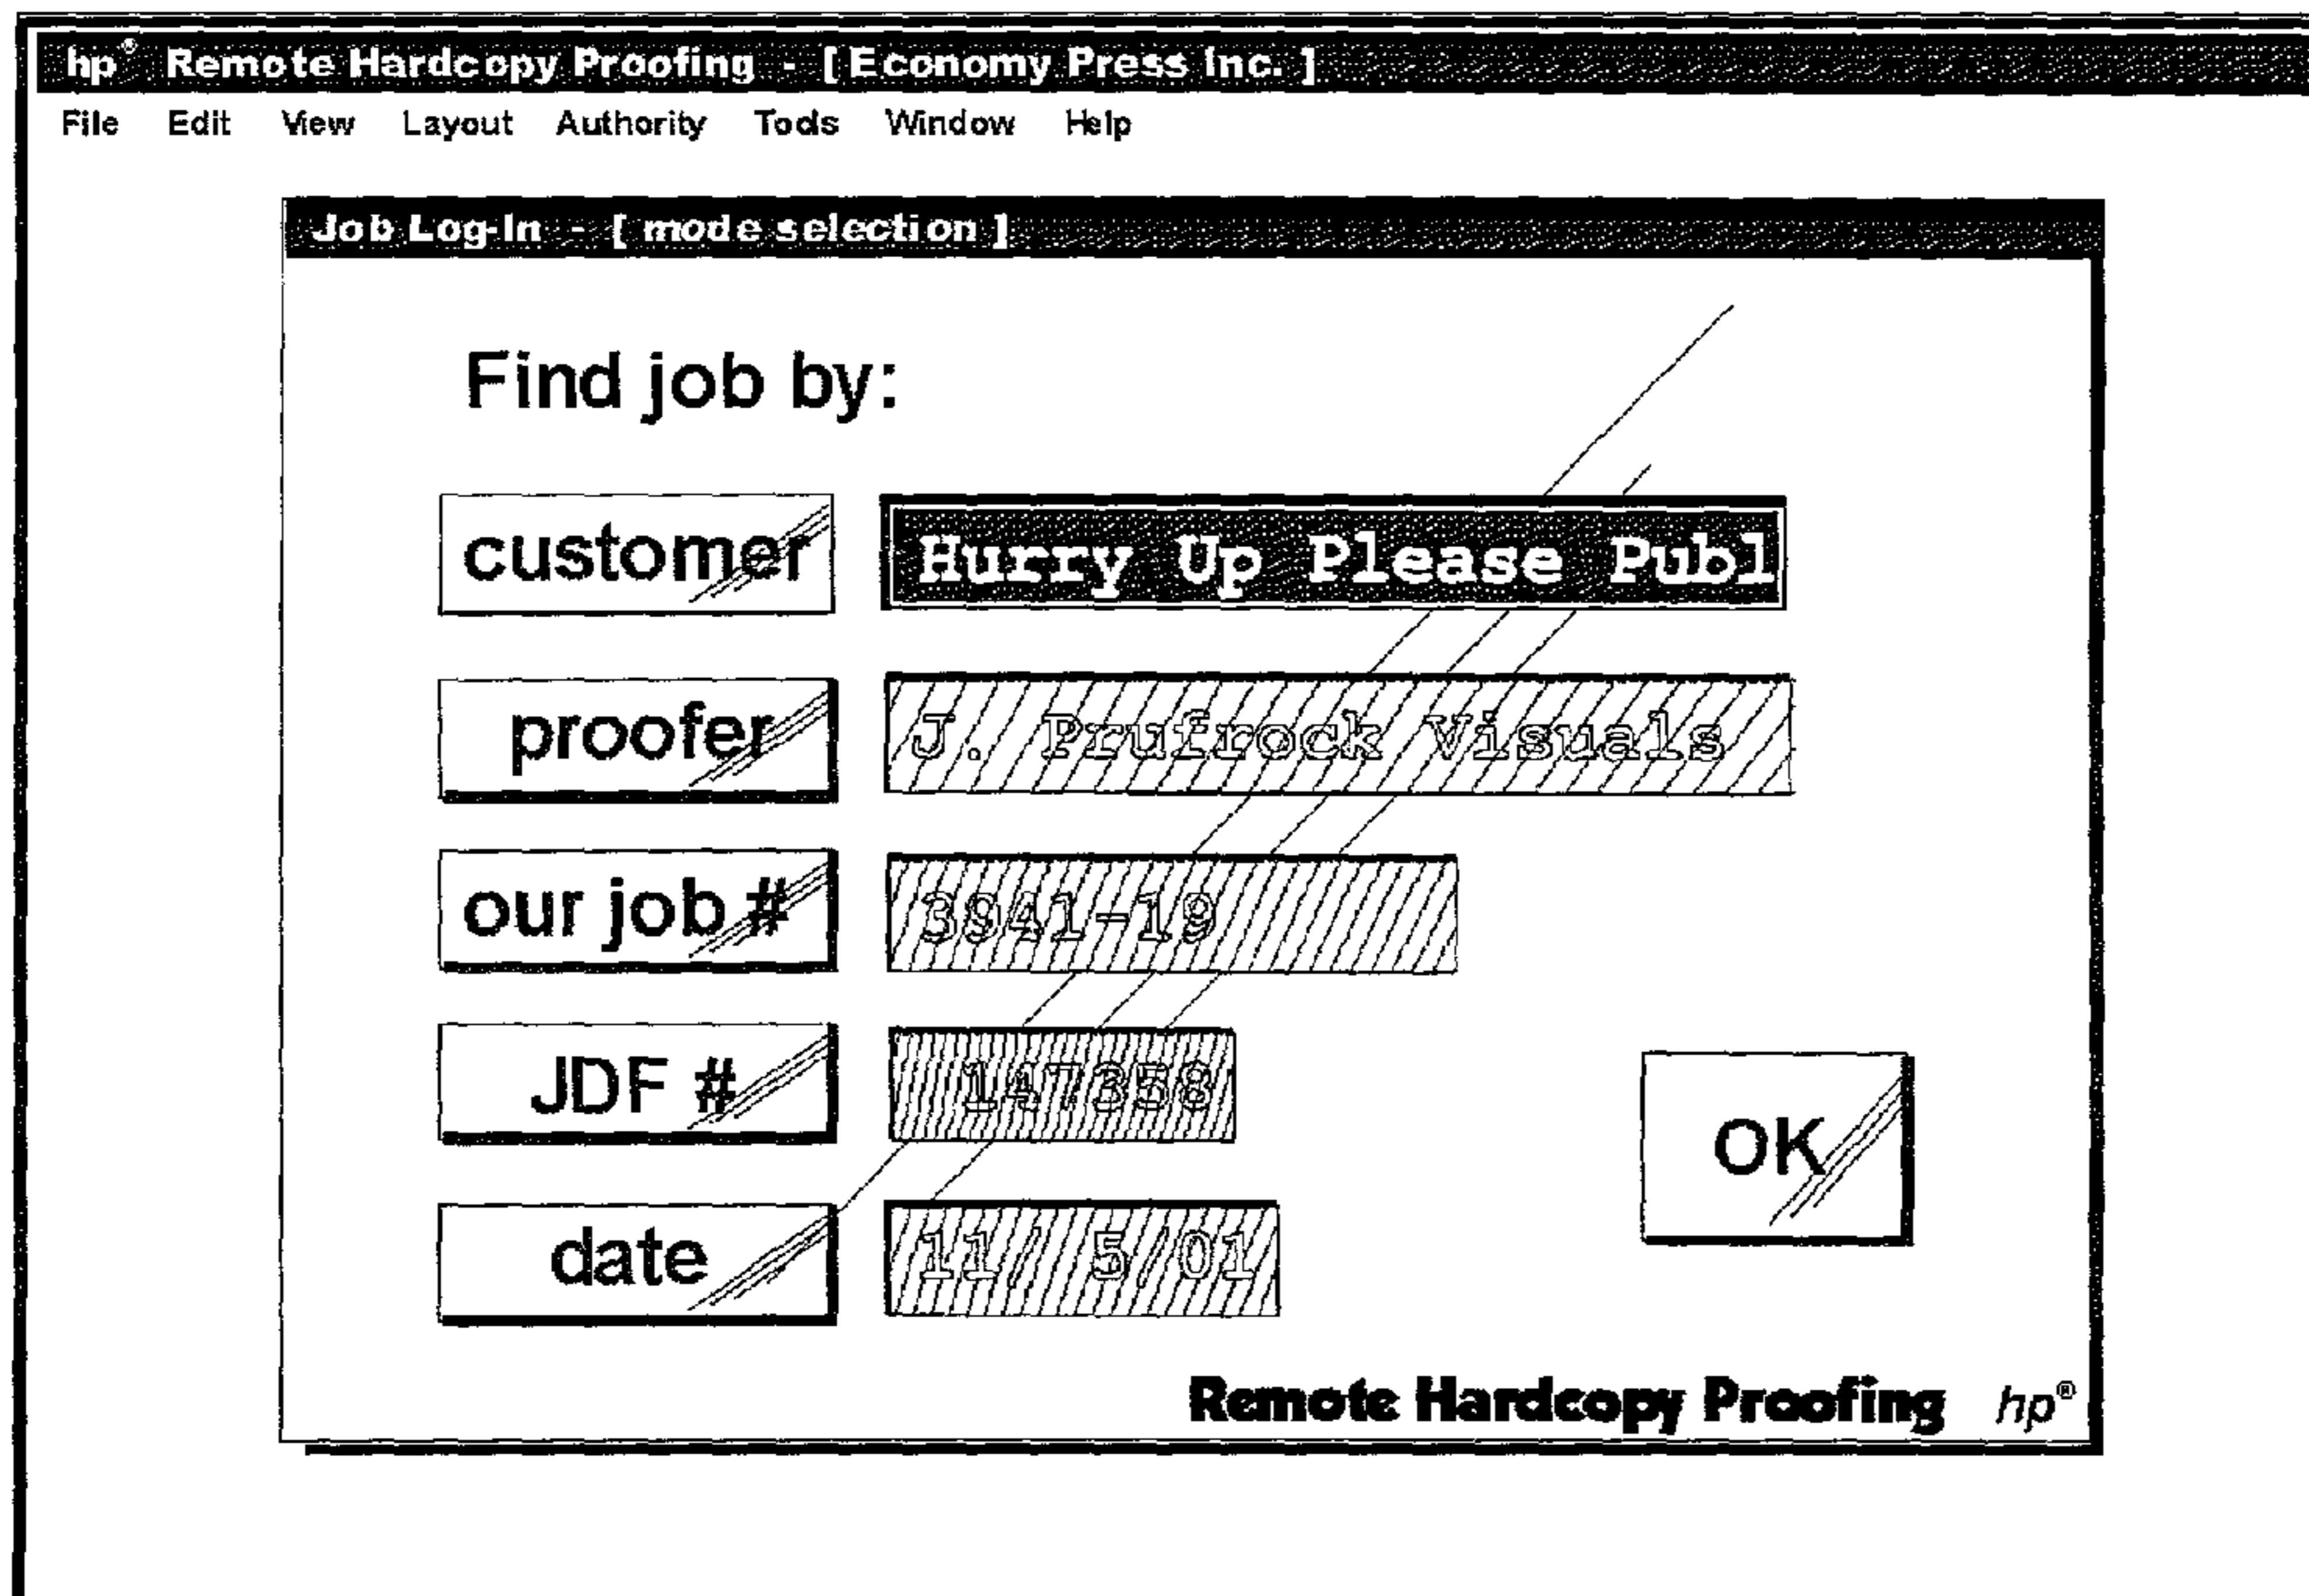 hp® Remote Hardcopy Proofing - [ Economy Press Inc. ]
File Edit View Layout Authority Tools Window Help
Job Log-In - [ mode selection ]
Find job by:
customer Hurry Up Please Publ
proofer J. Prufrock Visuals
our job # 3941-19
JDF # 147358
OK
date 11/ 5/01
Remote Hardcopy Proofing hp®